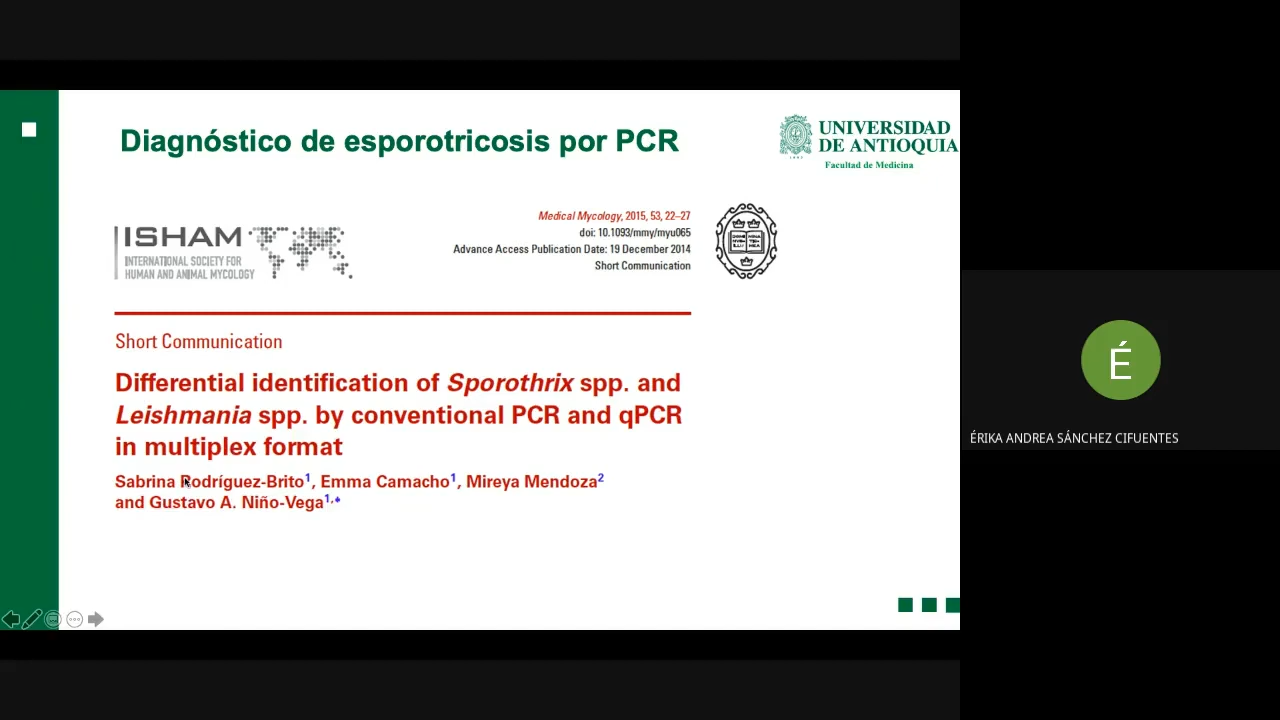 Diagnóstico de esporotricosis por PCR
UNIVERSIDAD
DE ANTIOQUIA
Facultad de Medicina
ISHAM
INTERNATIONAL SOCIETY FOR
HUMAN AND ANIMAL MYCOLOGY
Medical Mycology, 2015, 53, 22–27
doi: 10.1093/mmy/myu065
Advance Access Publication Date: 19 December 2014
Short Communication
Short Communication
Differential identification of Sporothrix spp. and
Leishmania spp. by conventional PCR and qPCR
in multiplex format
Sabrina Rodríguez-Brito1, Emma Camacho1, Mireya Mendoza2
and Gustavo A. Niño-Vega1,*
É
ÉRIKA ANDREA SÁNCHEZ CIFUENTES